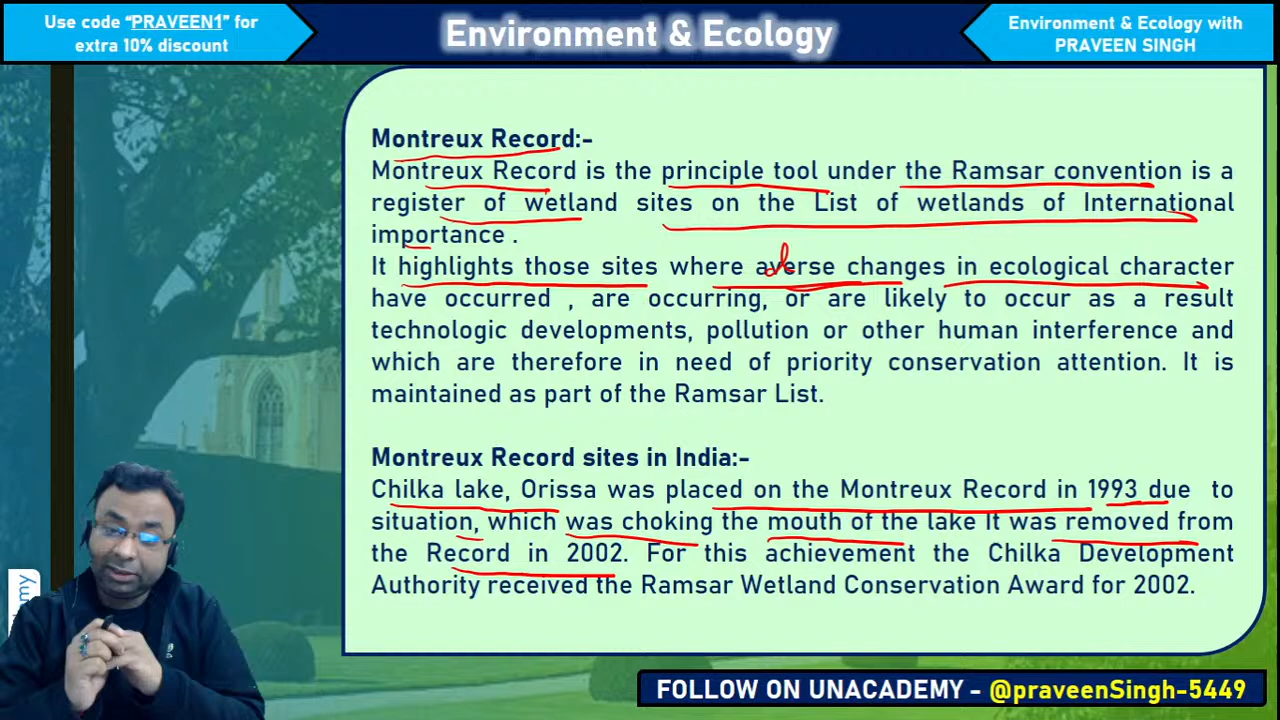 Use code “PRAVEEN1” for
extra 10% discount
Environment & Ecology
Environment & Ecology with
PRAVEEN SINGH
Montreux Record:-
Montreux Record is the principle tool under the Ramsar convention is a
register of wetland sites on the List of wetlands of International
importance .
It highlights those sites where averse changes in ecological character
d
have occurred , are occurring, or are likely to occur as a result
technologic developments, pollution or other human interference and
which are therefore in need of priority conservation attention. It is
maintained as part of the Ramsar List.
Montreux Record sites in India:-
Chilka lake, Orissa was placed on the Montreux Record in 1993 due to
situation, which was choking the mouth of the lake It was removed from
the Record in 2002. For this achievement the Chilka Development
Authority received the Ramsar Wetland Conservation Award for 2002.
FOLLOW ON UNACADEMY - @praveenSingh-5449